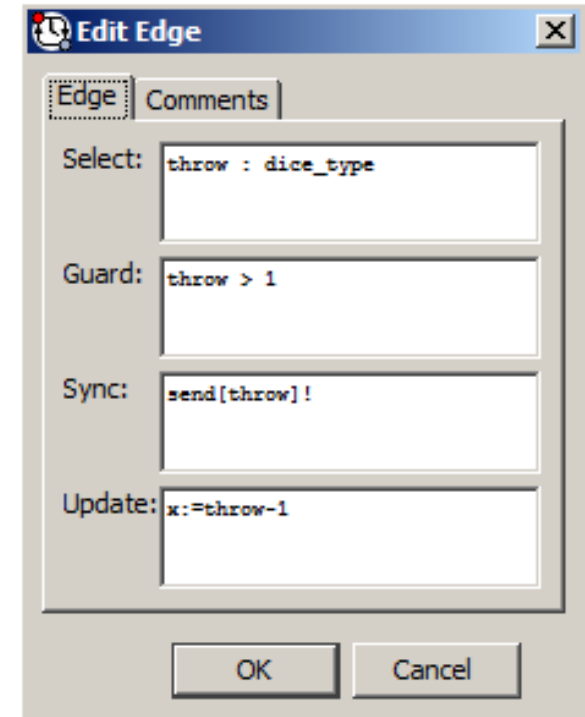 Edit Edge
Edge Comments
Select: throw : dice_type
Guard: throw > 1
Sync: send[throw]!
Update: x:=throw-1
OK Cancel